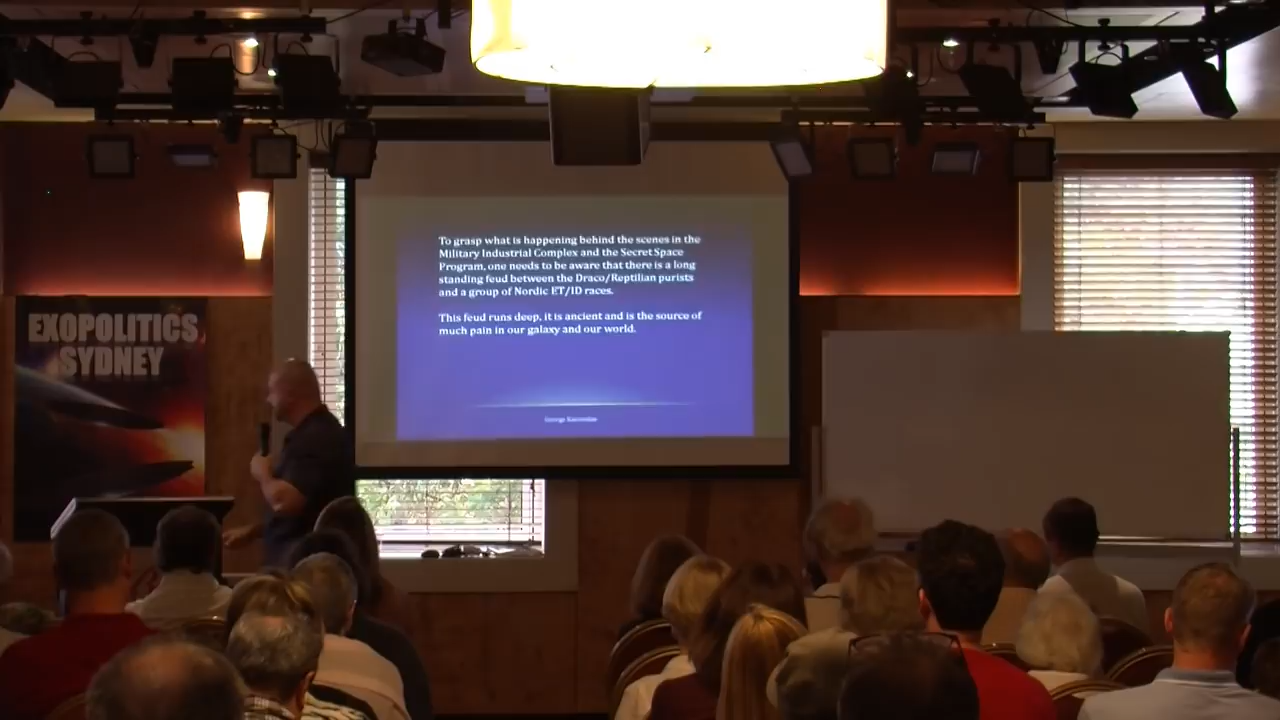 EXOPOLITICS
SYDNEY
To grasp what is happening behind the scenes in the
Military Industrial Complex and the Secret Space
Program, one needs to be aware that there is a long
standing feud between the Draco/Reptilian purists
and a group of Nordic ET/ID races.
This feud runs deep, it is ancient and is the source of
much pain in our galaxy and our world.
George